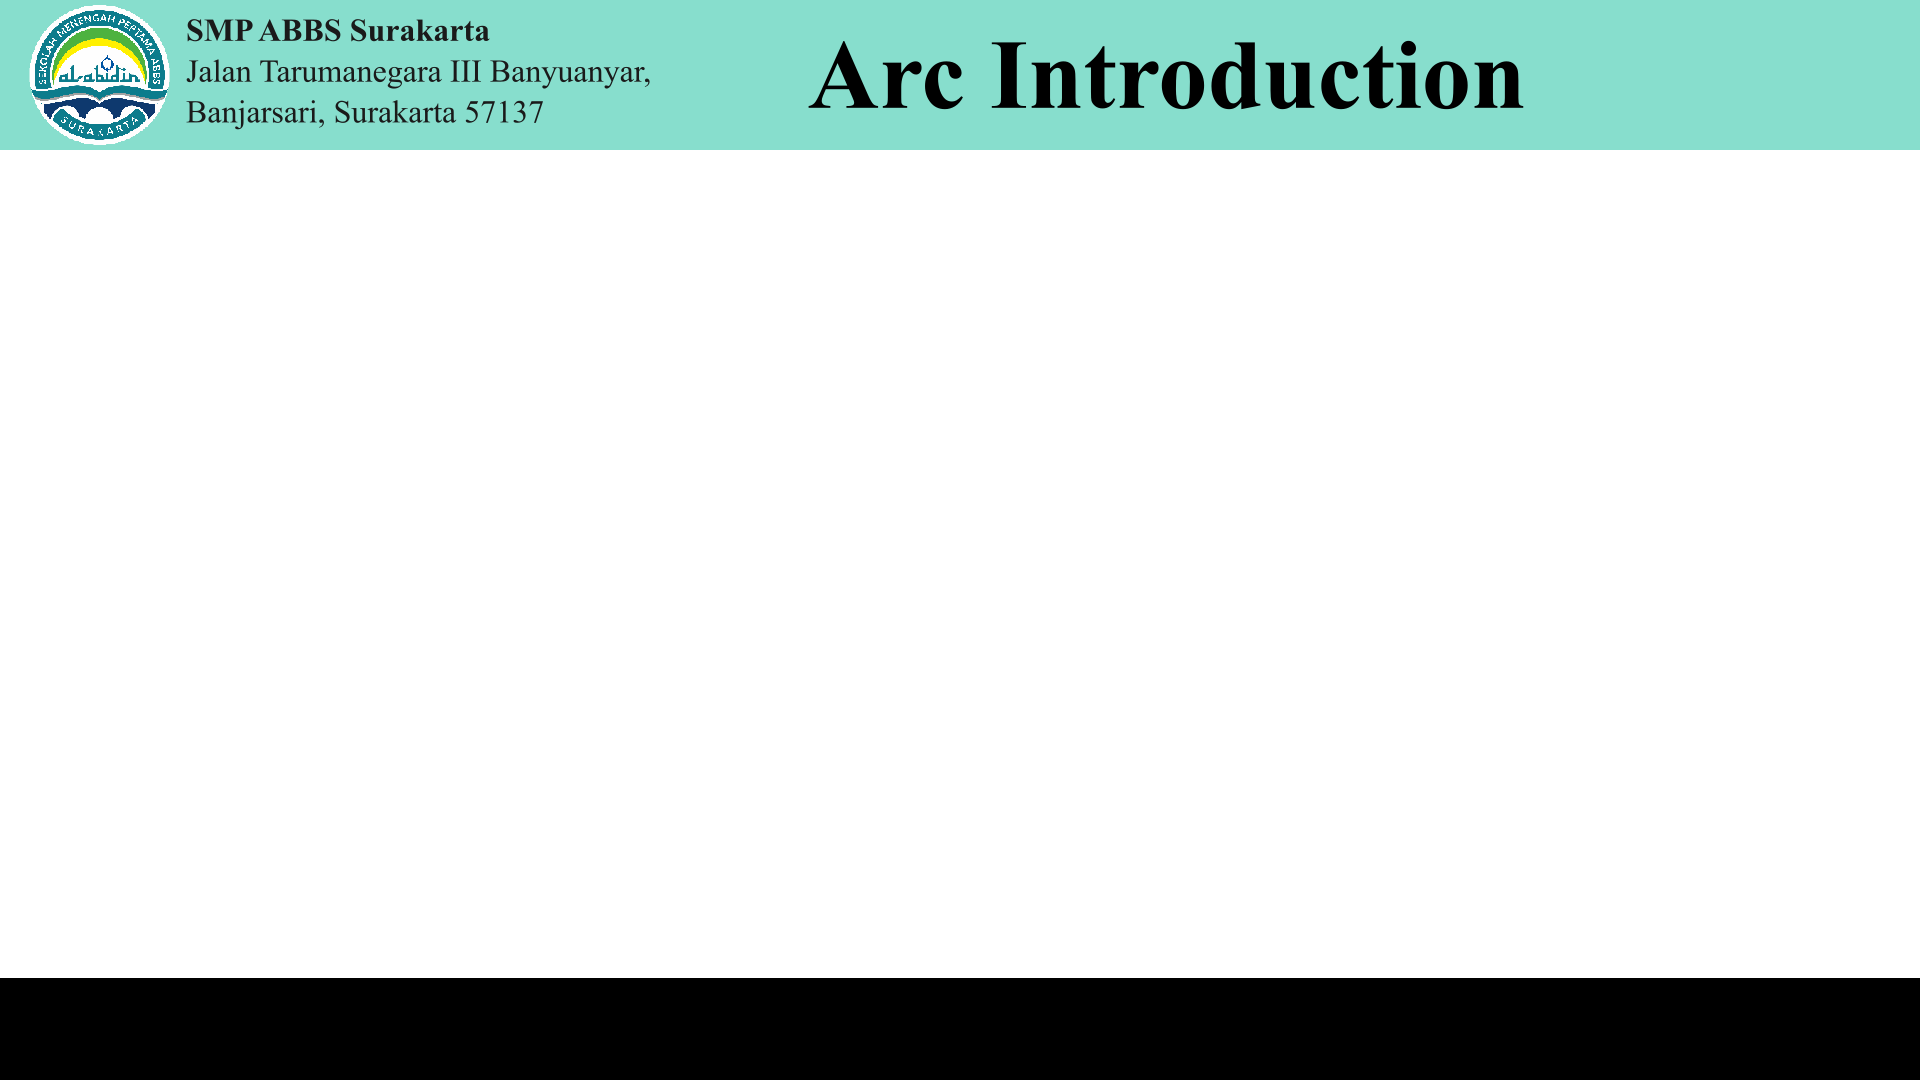 SEKOLAH MENENGAH PERTAMA ABBS
al-abidin
SURAKARTA
SMP ABBS Surakarta
Jalan Tarumanegara III Banyuanyar,
Banjarsari, Surakarta 57137
Arc Introduction